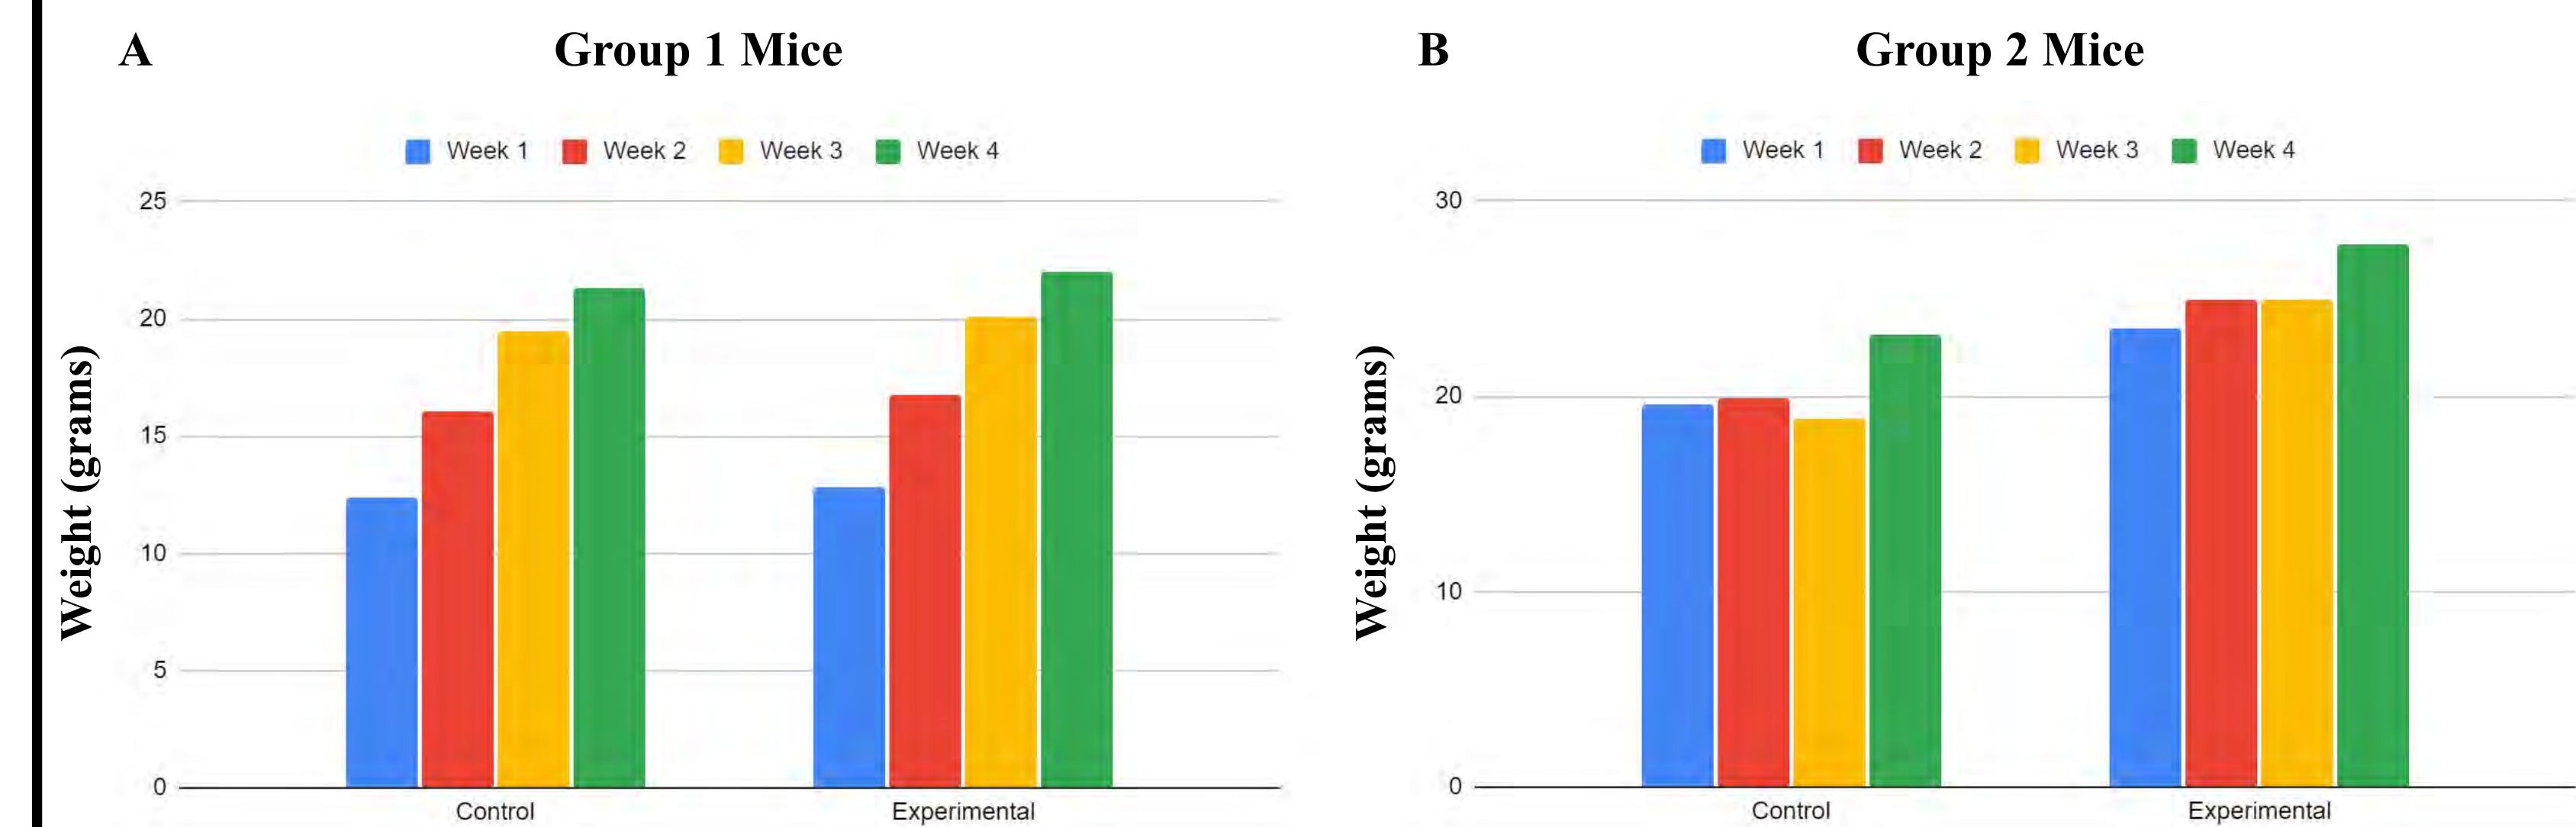 A
Group 1 Mice
Week 1
Week 2
Week 3
Week 4
25
20
15
10
5
0
Weight (grams)
Control
Experimental
B
Group 2 Mice
Week 1
Week 2
Week 3
Week 4
30
20
10
0
Weight (grams)
Control
Experimental